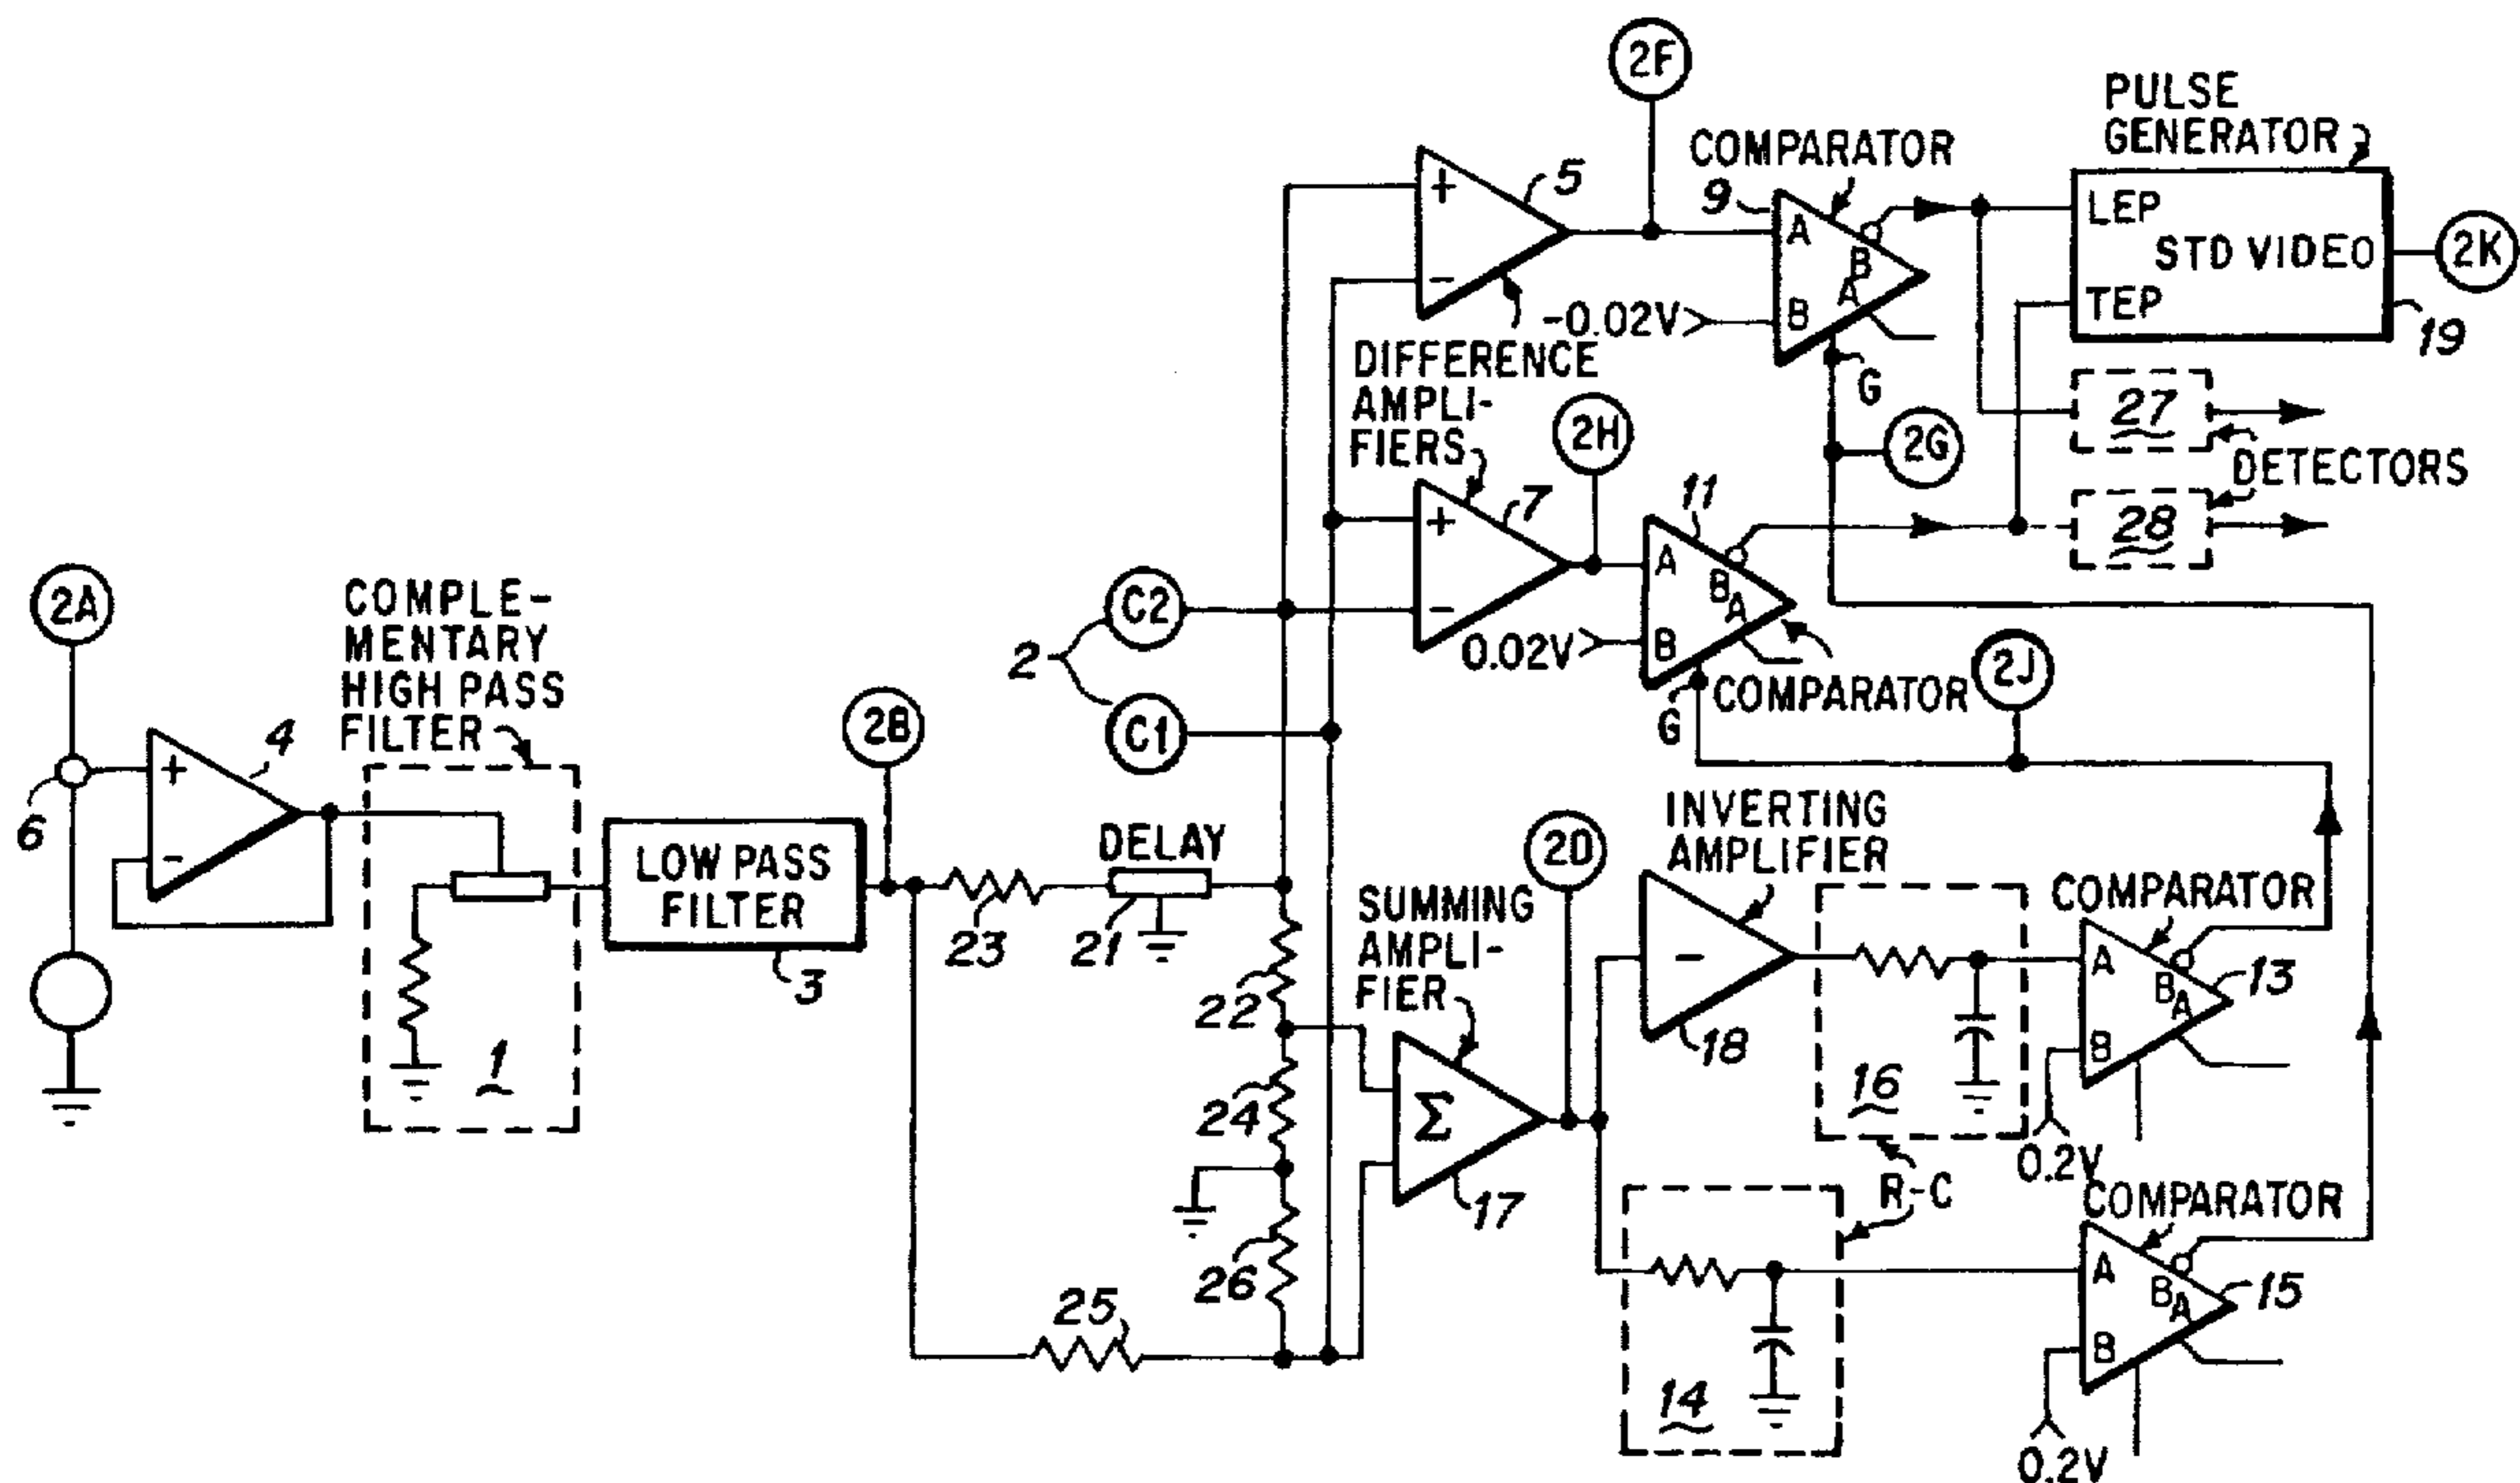 2F
PULSE
GENERATOR
COMPARATOR
5
9
+
-
A
B
B
A
G
-0.02V
LEP
STD VIDEO
TEP
2K
19
DIFFERENCE
AMPLI-
FIERS
2H
2G
27
DETECTORS
28
7
11
+
-
A
B
B
A
G
0.02V
COMPARATOR
2J
C2
2
C1
2A
COMPLE-
MENTARY
HIGH PASS
FILTER
4
+
-
6
1
2B
LOW PASS
FILTER
3
DELAY
23
21
22
24
26
25
2D
SUMMING
AMPLI-
FIER
Σ
17
INVERTING
AMPLIFIER
-
18
16
R-C
14
COMPARATOR
A
B
B
A
13
0.2V
COMPARATOR
A
B
B
A
15
0.2V